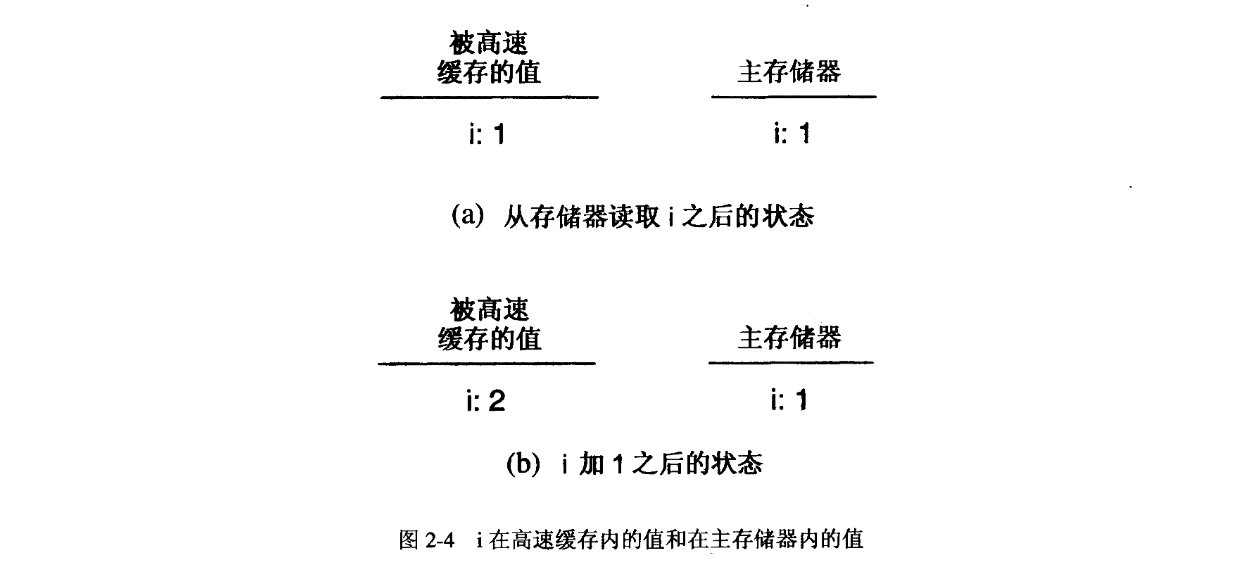 被高速
缓存的值 主存储器
i: 1 i: 1
(a) 从存储器读取 i 之后的状态
被高速
缓存的值 主存储器
i: 2 i: 1
(b) i 加 1 之后的状态
图 2-4 i 在高速缓存内的值和在主存储器内的值